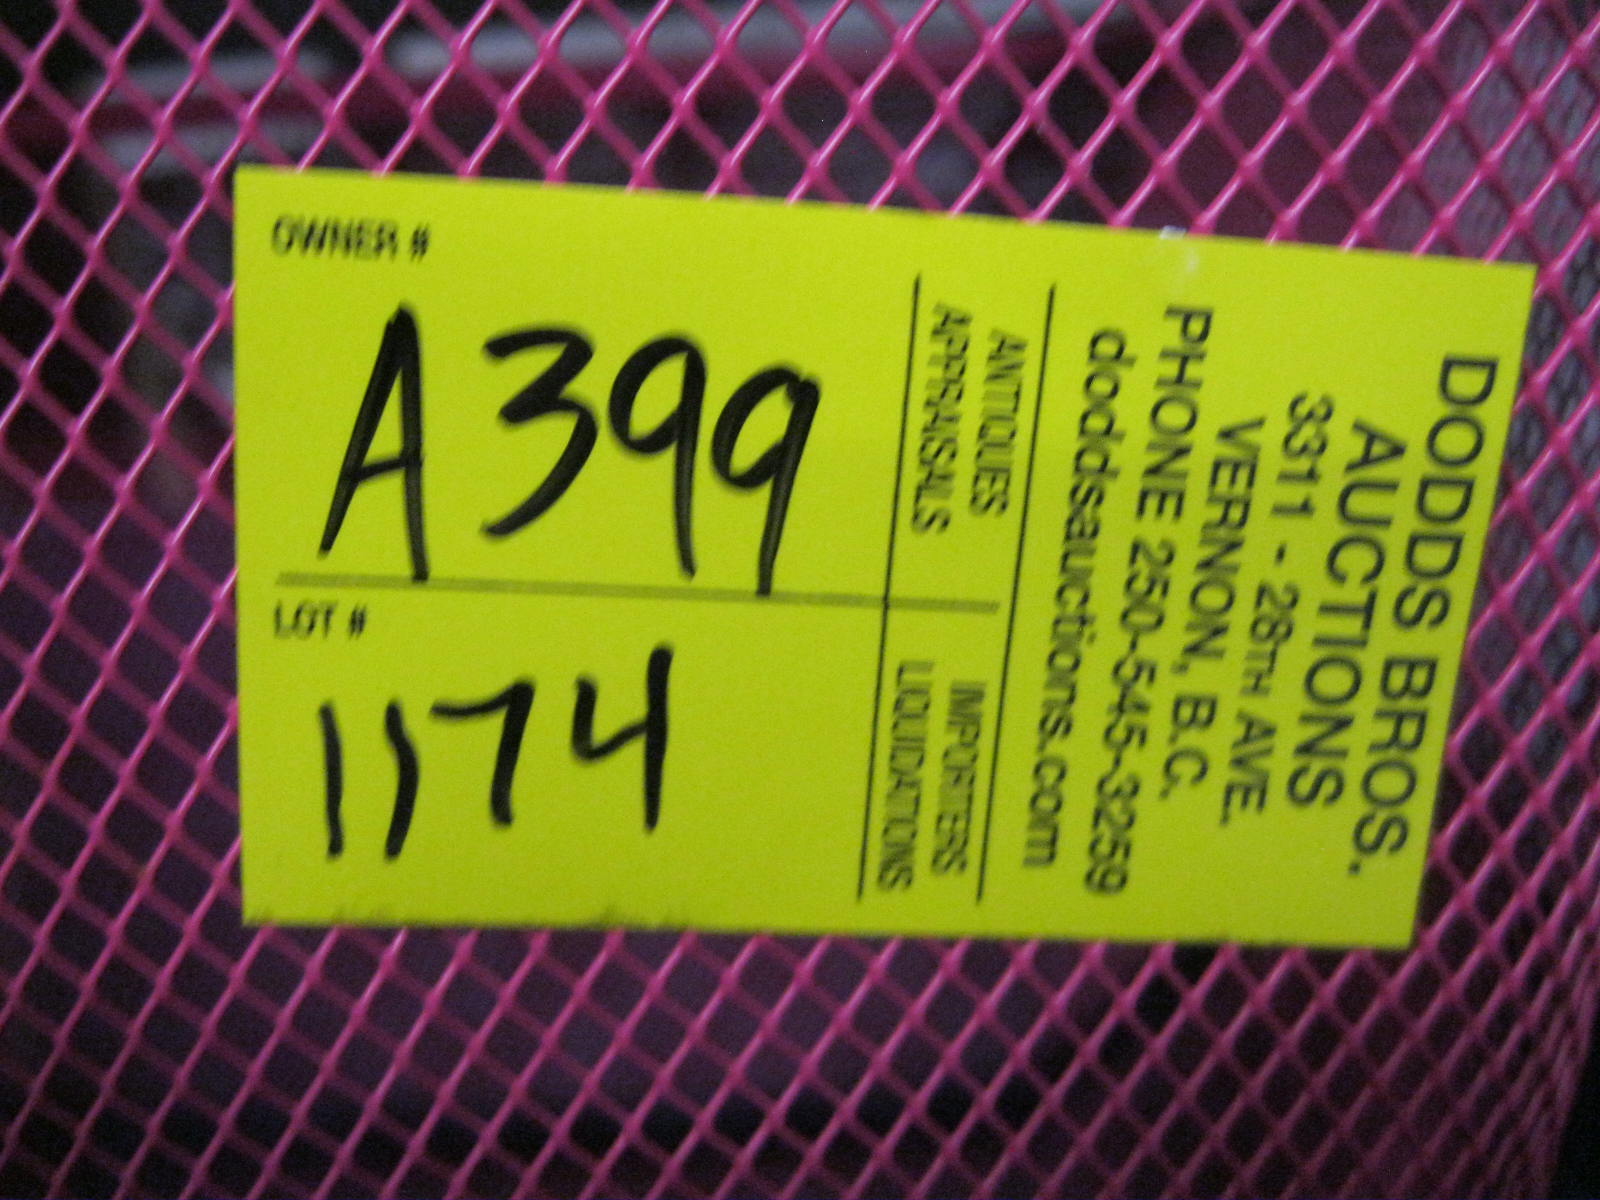 OWNER #
A399
LOT #
1174
DODDS BROS.
AUCTIONS
3311 - 28TH AVE.
VERNON, B.C.
PHONE 250-545-3259
doddsauctions.com
ANTIQUES IMPORTERS
APPRAISALS LIQUIDATIONS